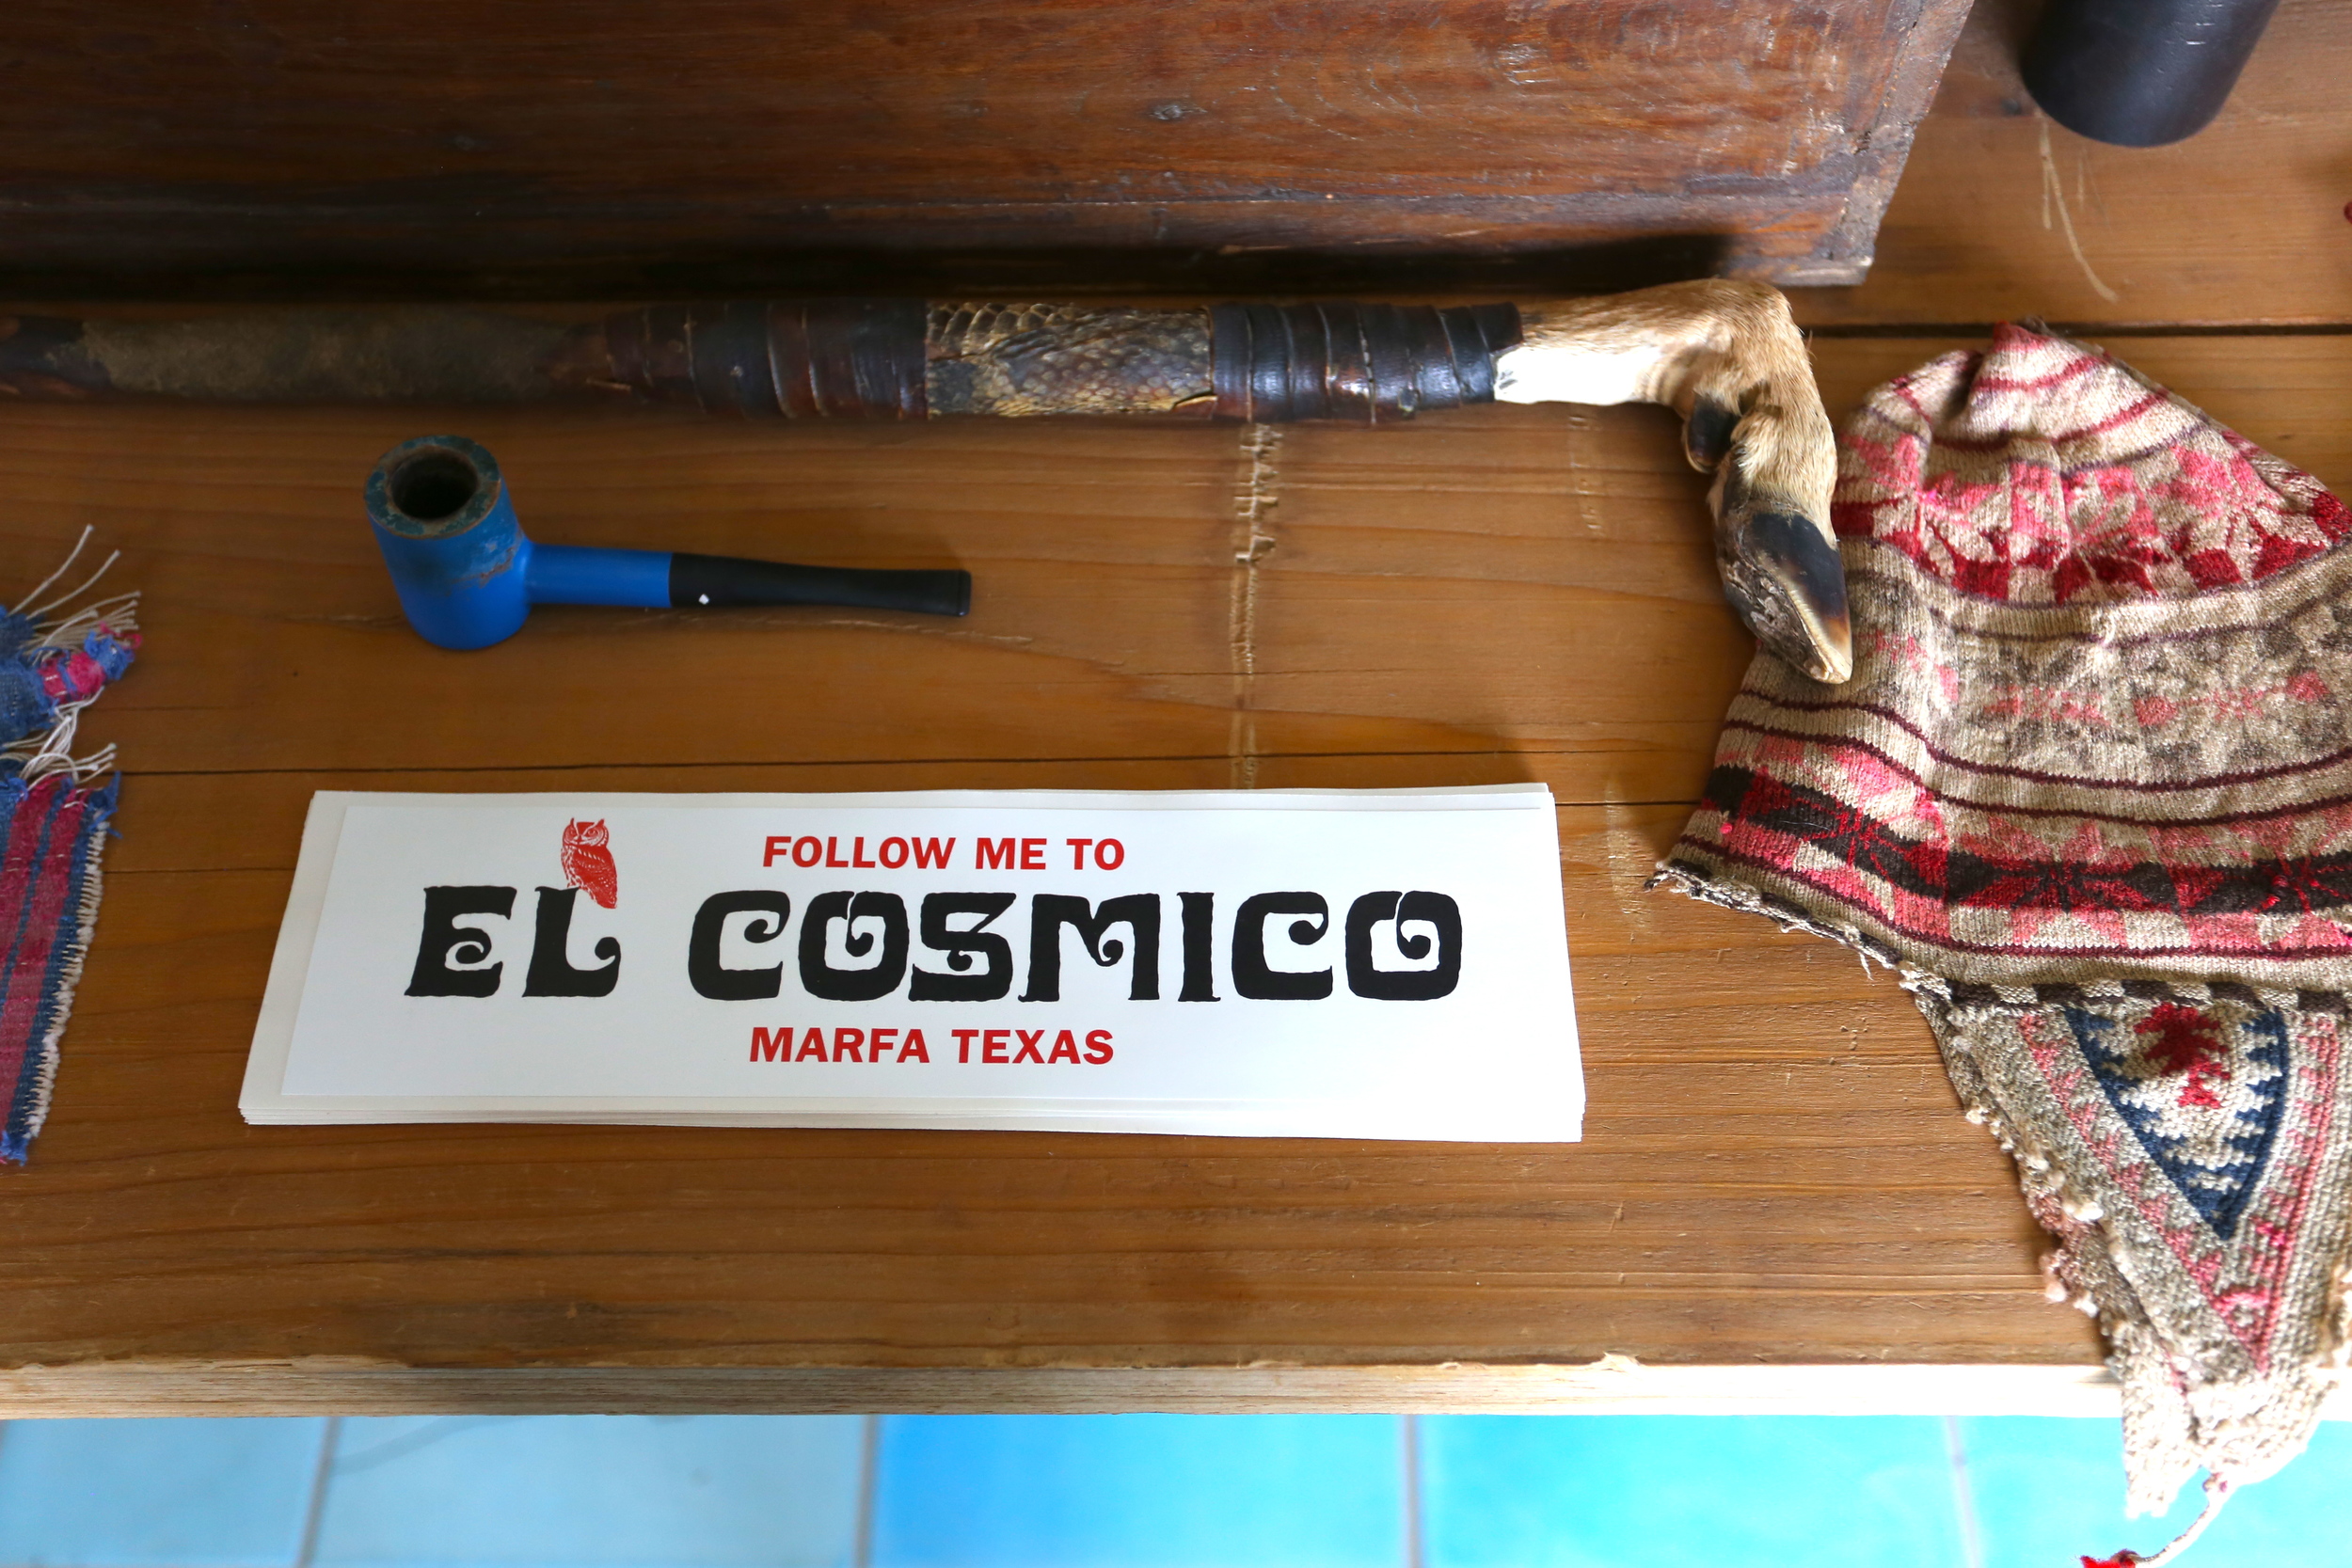 FOLLOW ME TO
EL COSMICO
MARFA TEXAS